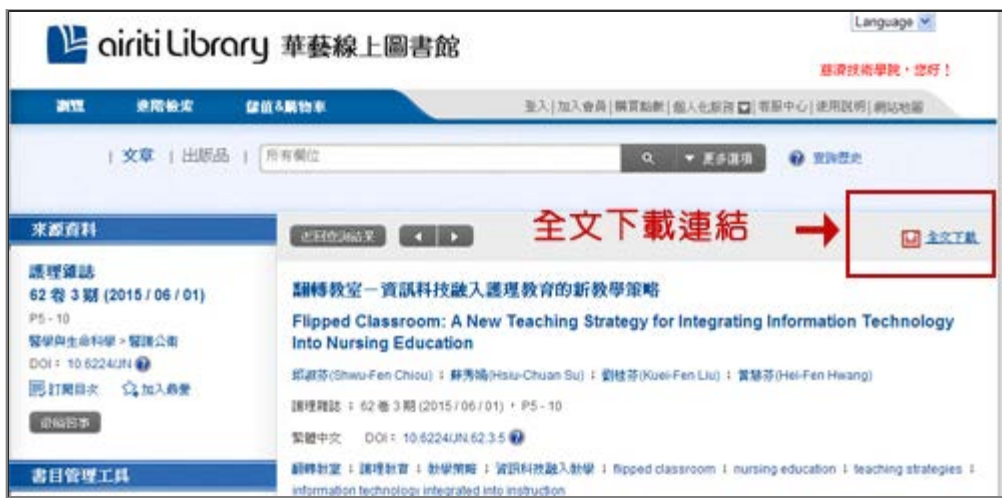 Language
airiti Library 華藝線上圖書館
慈濟技術學院，您好！
瀏覽 進階檢索 儲值&購物車
登入|加入會員|購買點數|個人化服務|客服中心|使用說明|網站地圖
| 文章 | 出版品 | 所有欄位 更多選項 查詢歷史
來源資料
返回查詢結果
全文下載連結
全文下載
護理雜誌
62 卷 3 期 (2015 / 06 / 01)
P5 - 10
醫學與生命科學 > 醫護公衛
DOI： 10.6224/JN
訂閱目次 加入最愛
書目管理工具
翻轉教室－資訊科技融入護理教育的新教學策略
Flipped Classroom: A New Teaching Strategy for Integrating Information Technology
Into Nursing Education
邱淑芬(Shwu-Fen Chiou)；蘇秀娟(Hsiu-Chuan Su)；劉桂芬(Kuei-Fen Liu)；黃慧芬(Hei-Fen Hwang)
護理雜誌；62 卷 3 期 (2015 / 06 / 01)，P5 - 10
繁體中文 DOI：10.6224/JN.62.3.5
翻轉教室；護理教育；教學策略；資訊科技融入教學；flipped classroom；nursing education；teaching strategies；
information technology integrated into instruction